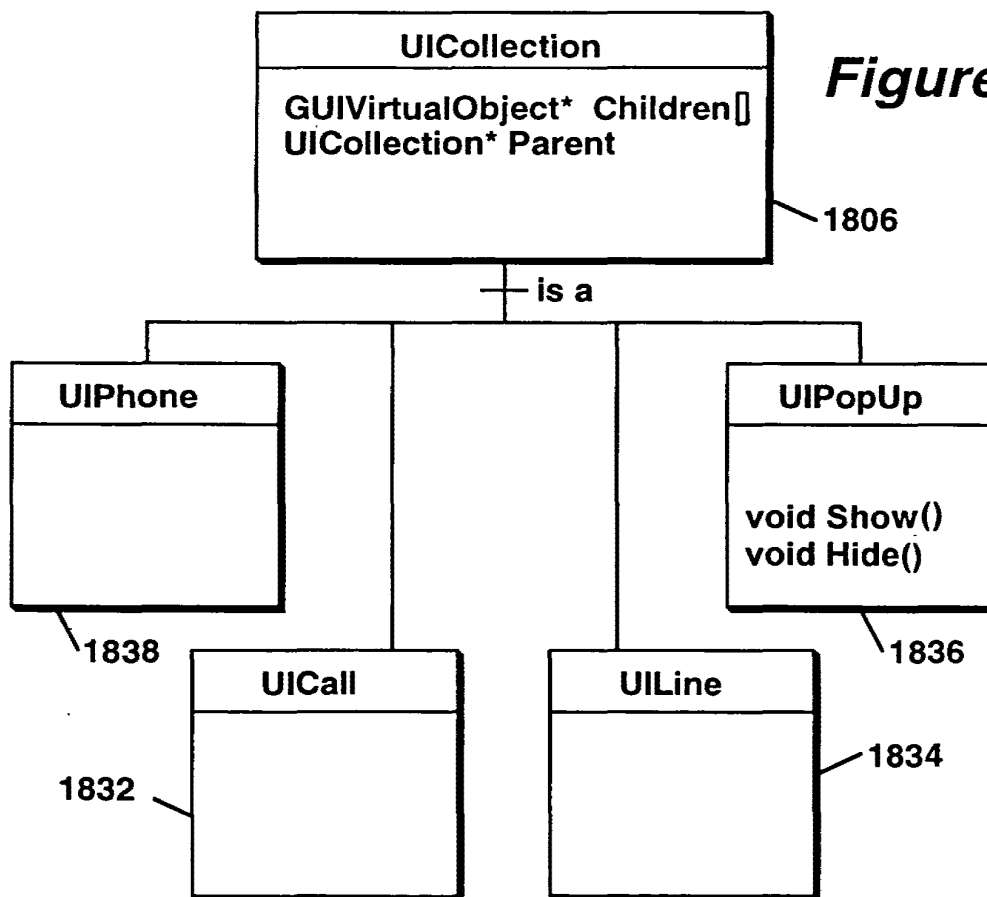 UICollection
Figure
GUIVirtualObject* Children[]
UICollection* Parent
1806
is a
UIPhone
UIPopUp
void Show()
void Hide()
1838
1836
UICall
UILine
1834
1832